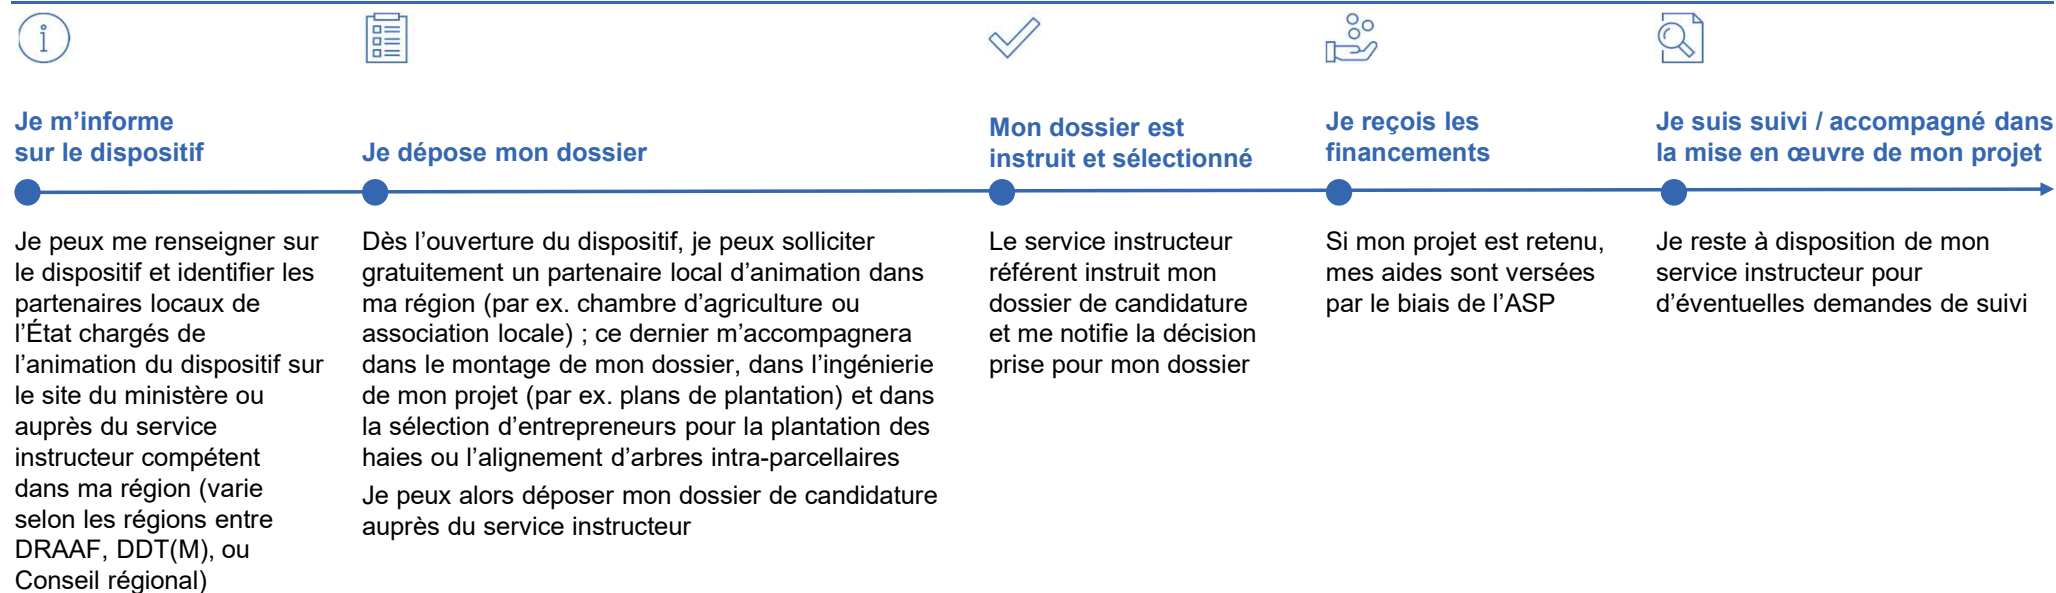 Je m’informe
sur le dispositif
Je peux me renseigner sur
le dispositif et identifier les
partenaires locaux de
l’État chargés de
l’animation du dispositif sur
le site du ministère ou
auprès du service
instructeur compétent
dans ma région (varie
selon les régions entre
DRAAF, DDT(M), ou
Conseil régional)
Je dépose mon dossier
Dès l’ouverture du dispositif, je peux solliciter
gratuitement un partenaire local d’animation dans
ma région (par ex. chambre d’agriculture ou
association locale) ; ce dernier m’accompagnera
dans le montage de mon dossier, dans l’ingénierie
de mon projet (par ex. plans de plantation) et dans
la sélection d’entrepreneurs pour la plantation des
haies ou l’alignement d’arbres intra-parcellaires
Je peux alors déposer mon dossier de candidature
auprès du service instructeur
Mon dossier est
instruit et sélectionné
Le service instructeur
référent instruit mon
dossier de candidature
et me notifie la décision
prise pour mon dossier
Je reçois les
financements
Si mon projet est retenu,
mes aides sont versées
par le biais de l’ASP
Je suis suivi / accompagné dans
la mise en œuvre de mon projet
Je reste à disposition de mon
service instructeur pour
d’éventuelles demandes de suivi